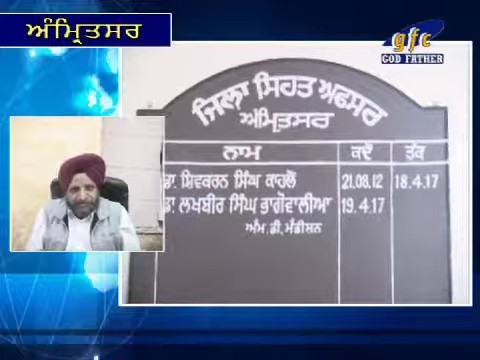 ਅੰਮ੍ਰਿਤਸਰ
gfc
GOD FATHER
ਜਿਲ੍ਹਾ ਸਿਹਤ ਅਫਸਰ
ਅੰਮ੍ਰਿਤਸਰ
ਨਾਮ ਕਦੋਂ ਤੱਕ
ਡਾ. ਸ਼ਿਵਕਰਨ ਸਿੰਘ ਕਾਹਲੋਂ 21.08.12 18.4.17
ਡਾ. ਲਖਬੀਰ ਸਿੰਘ ਭਾਗੋਵਾਲੀਆ 19.4.17
ਐਮ.ਡੀ. ਮੈਡੀਸ਼ਨ